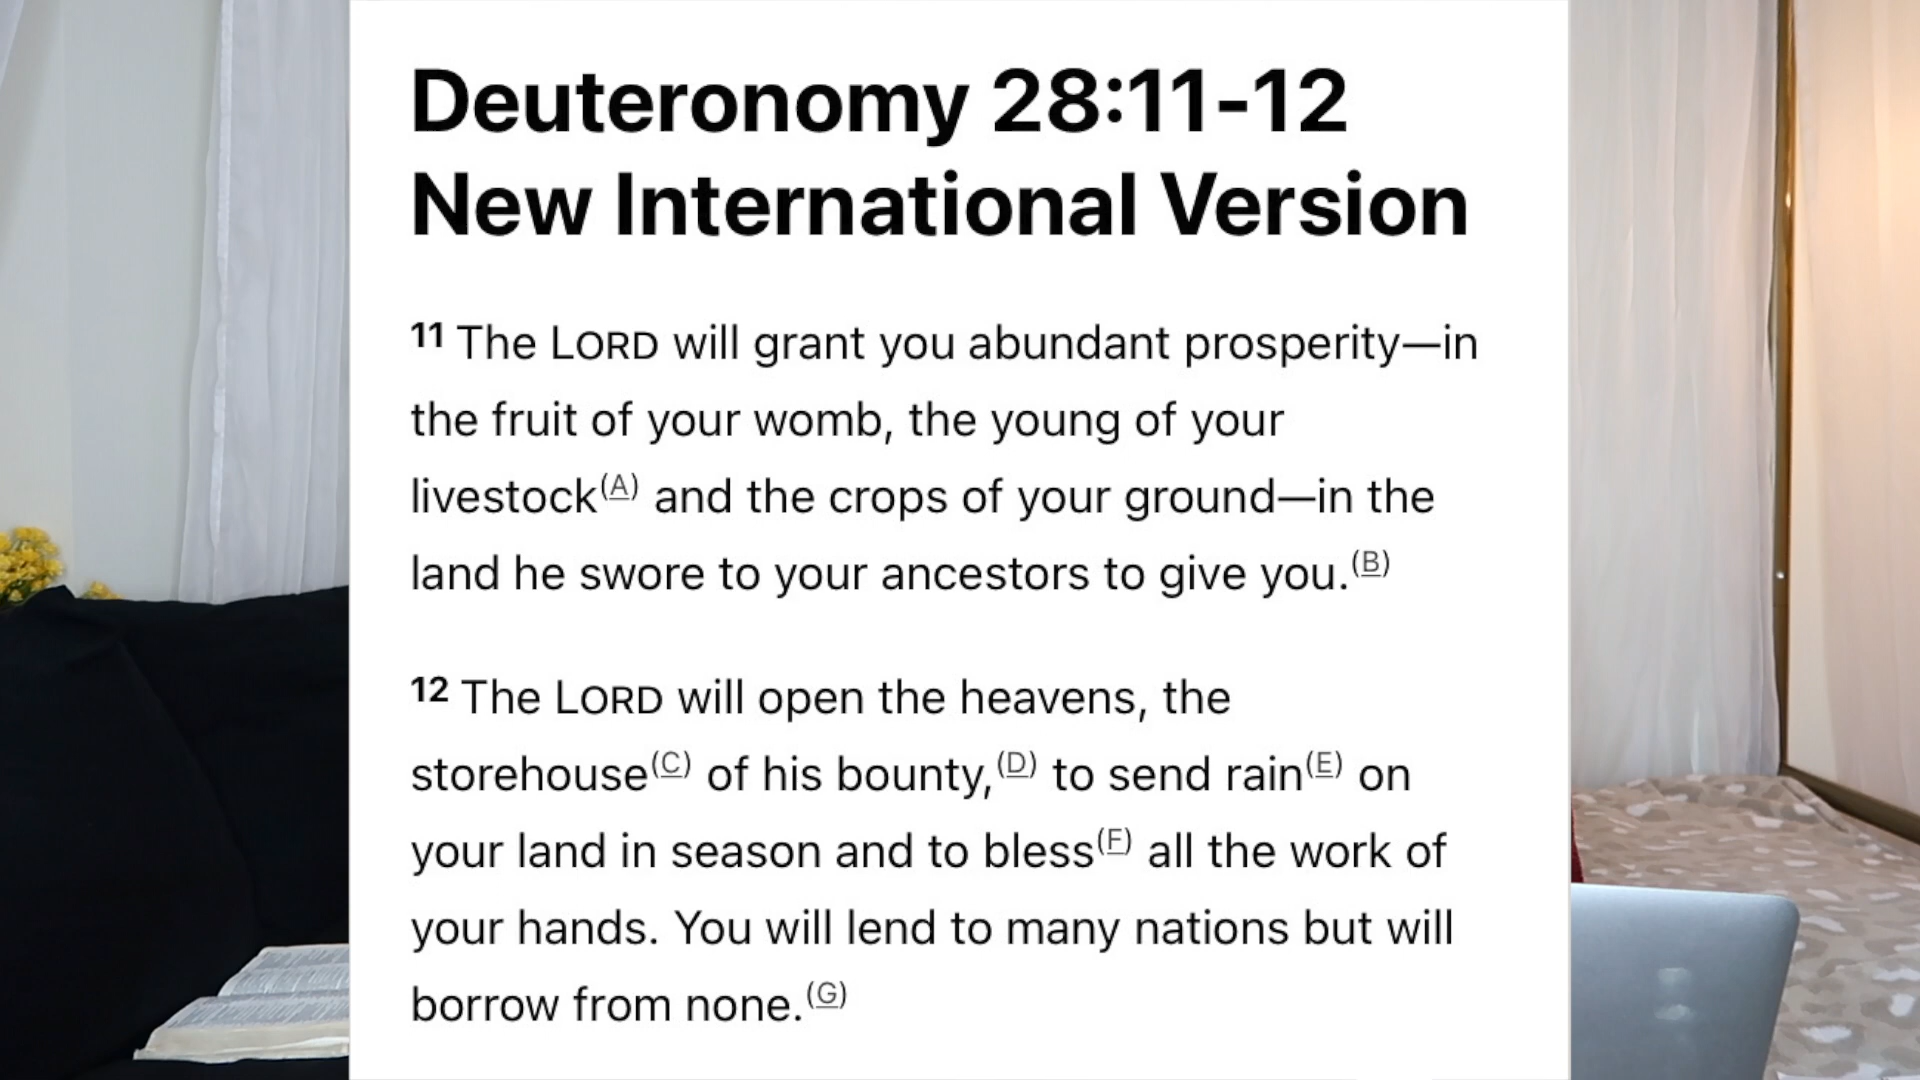 Deuteronomy 28:11-12
New International Version
11 The LORD will grant you abundant prosperity—in
the fruit of your womb, the young of your
livestock(A) and the crops of your ground—in the
land he swore to your ancestors to give you.(B)
12 The LORD will open the heavens, the
storehouse(C) of his bounty,(D) to send rain(E) on
your land in season and to bless(F) all the work of
your hands. You will lend to many nations but will
borrow from none.(G)